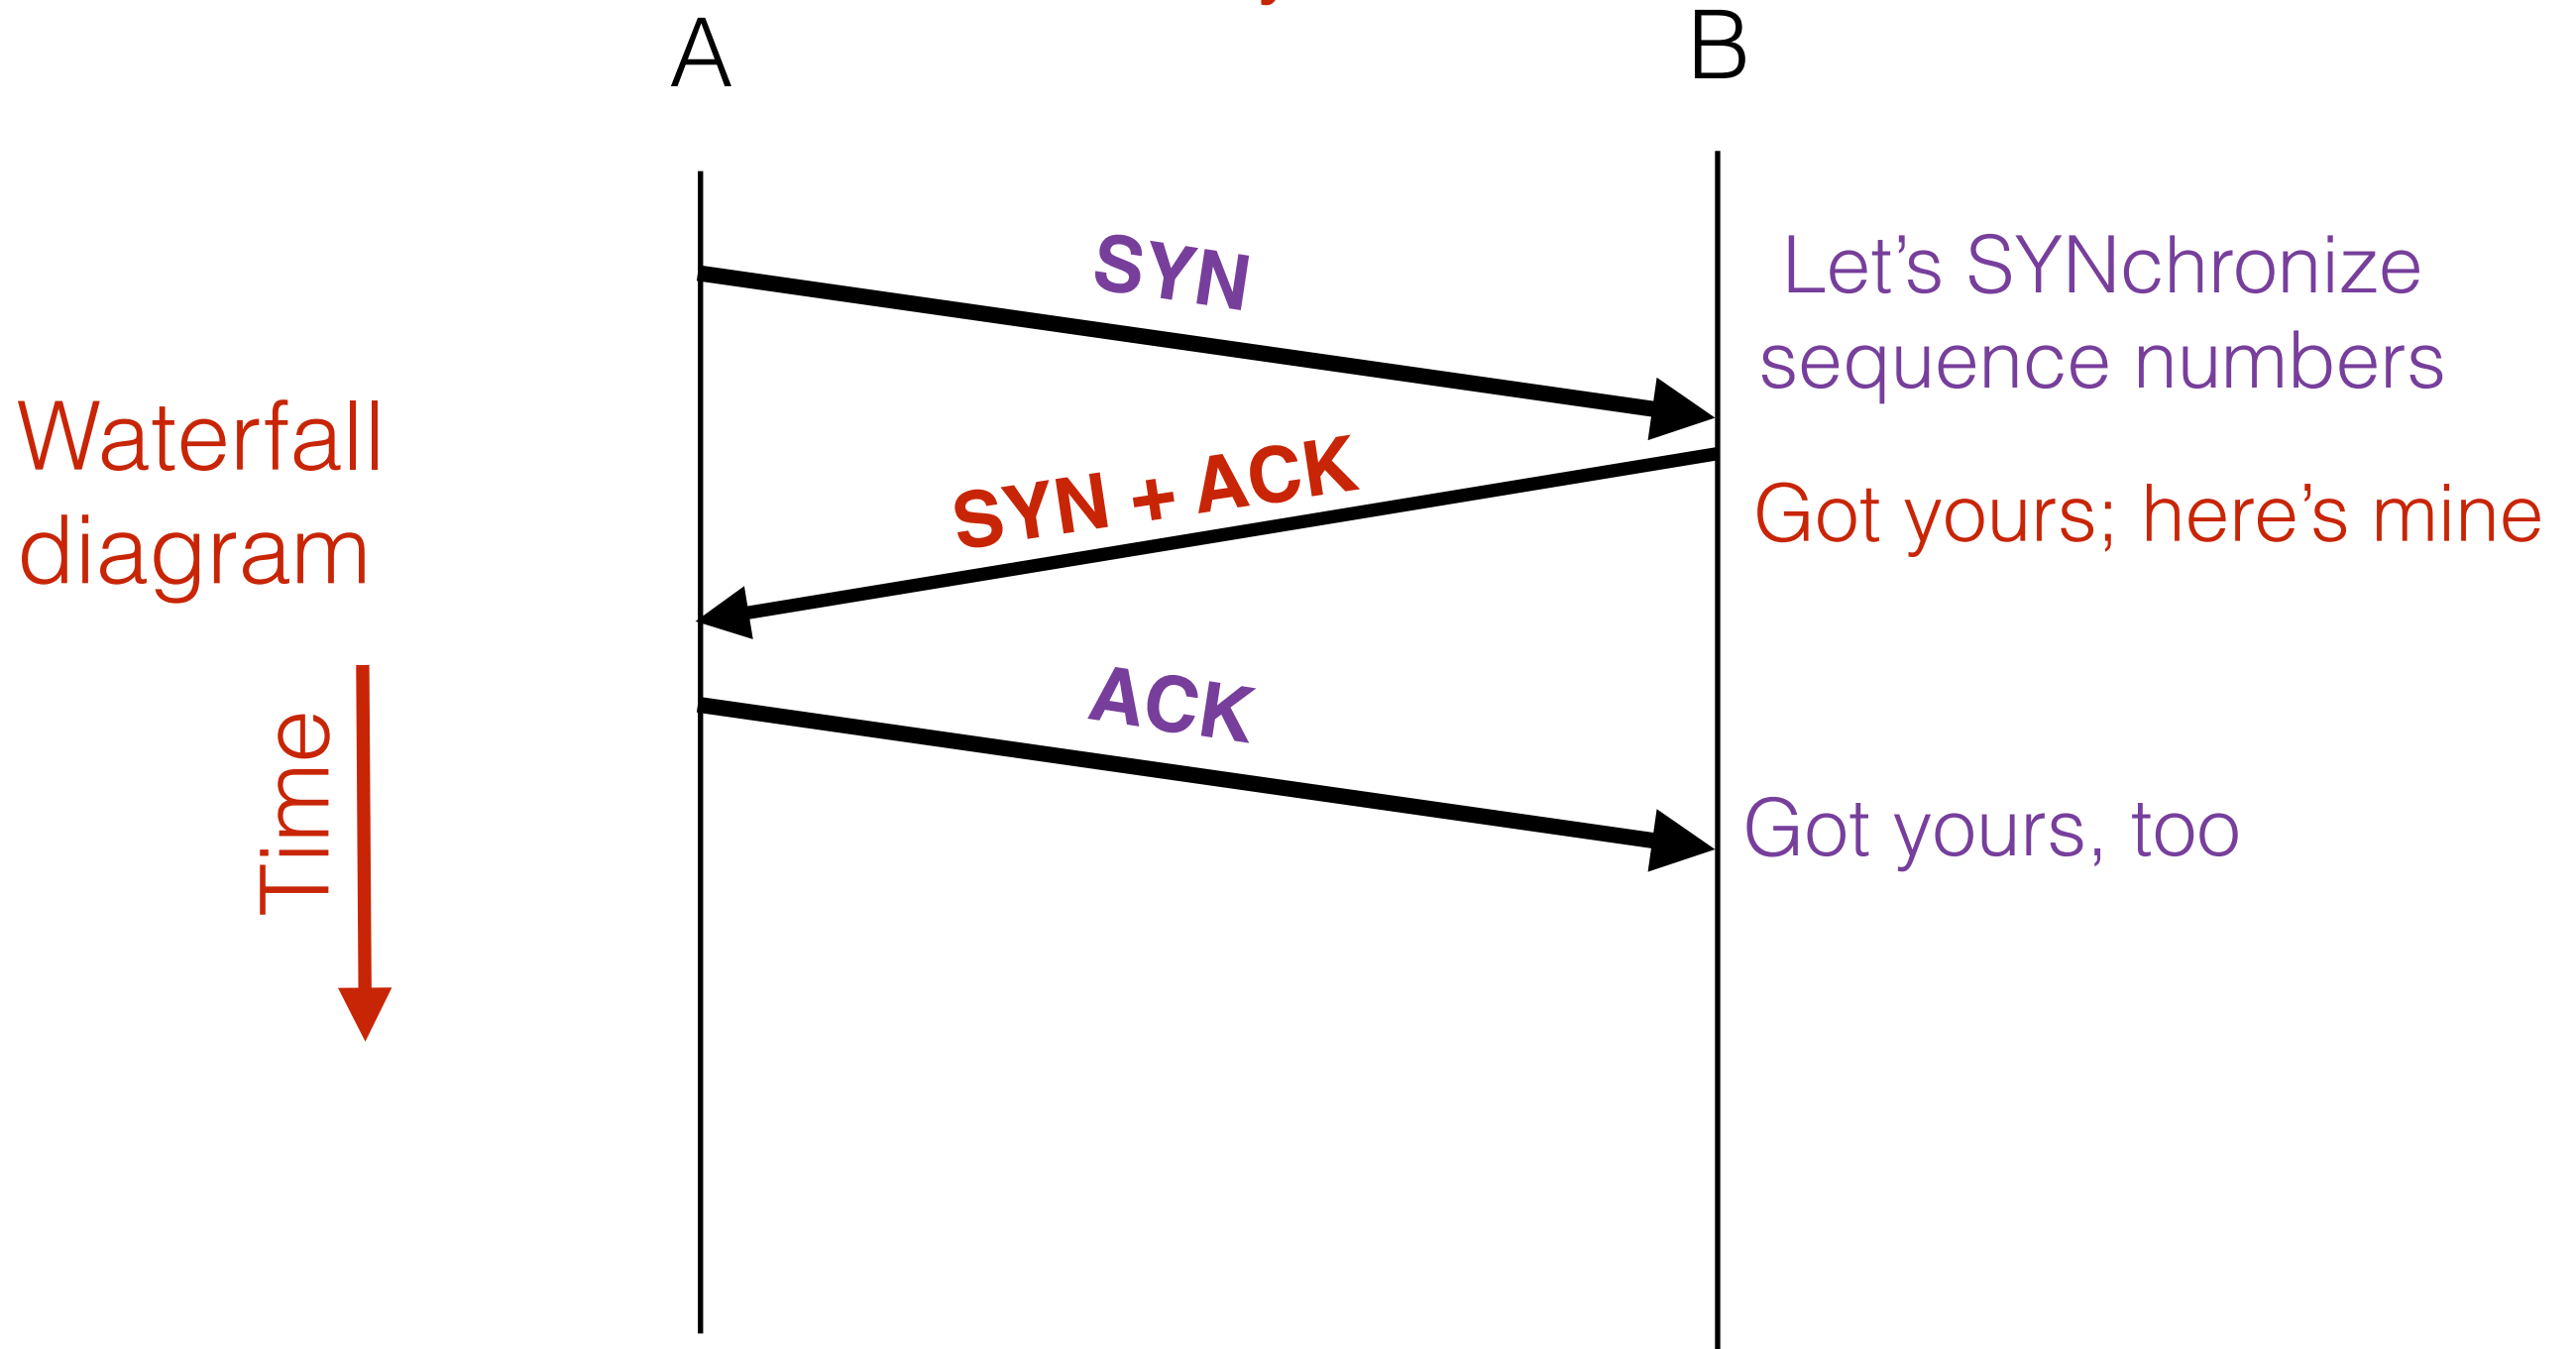 A
B
SYN
Let's SYNchronize
sequence numbers
Waterfall
diagram
SYN + ACK
Got yours; here's mine
Time
ACK
Got yours, too